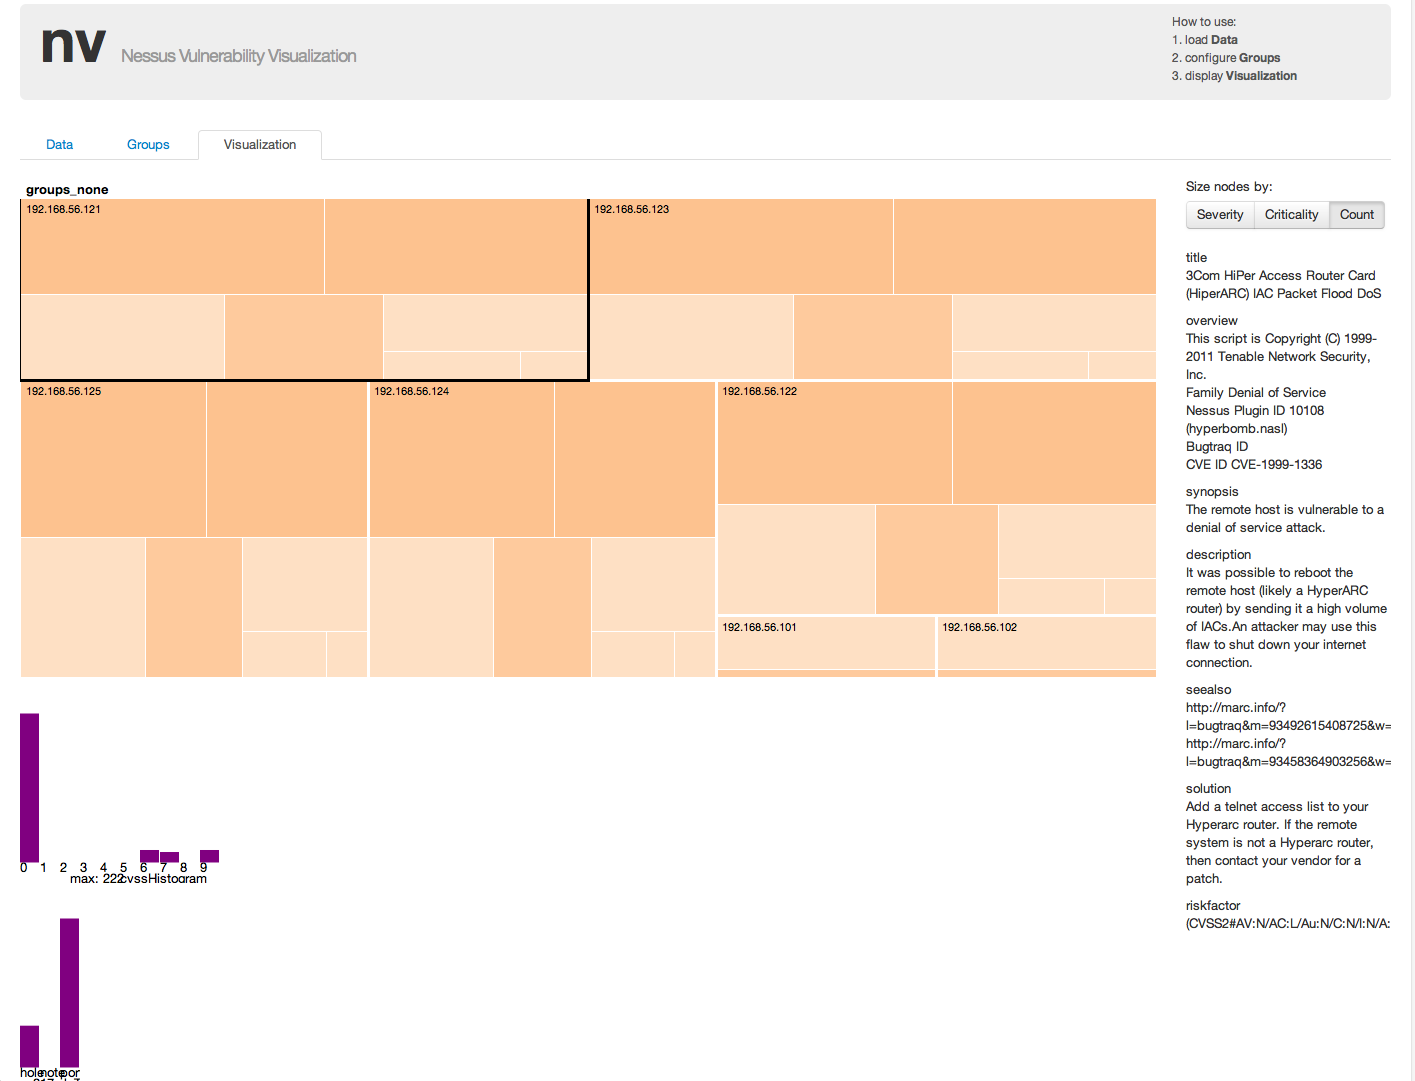 nv Nessus Vulnerability Visualization
How to use:
1. load Data
2. configure Groups
3. display Visualization
Data Groups Visualization
groups_none
192.168.56.121
192.168.56.123
192.168.56.125
192.168.56.124
192.168.56.122
192.168.56.101
192.168.56.102
Size nodes by:
Severity Criticality Count
title
3Com HiPer Access Router Card
(HiperARC) IAC Packet Flood DoS
overview
This script is Copyright (C) 1999-
2011 Tenable Network Security,
Inc.
Family Denial of Service
Nessus Plugin ID 10108
(hyperbomb.nasl)
Bugtraq ID
CVE ID CVE-1999-1336
synopsis
The remote host is vulnerable to a
denial of service attack.
description
It was possible to reboot the
remote host (likely a HyperARC
router) by sending it a high volume
of IACs.An attacker may use this
flaw to shut down your internet
connection.
seealso
http://marc.info/?
l=bugtraq&m=93492615408725&w=
http://marc.info/?
l=bugtraq&m=93458364903256&w=
solution
Add a telnet access list to your
Hyperarc router. If the remote
system is not a Hyperarc router,
then contact your vendor for a
patch.
riskfactor
(CVSS2#AV:N/AC:L/Au:N/C:N/I:N/A:
0 1 2 3 4 5 6 7 8 9
max: 222 cvssHistogram
hole note por